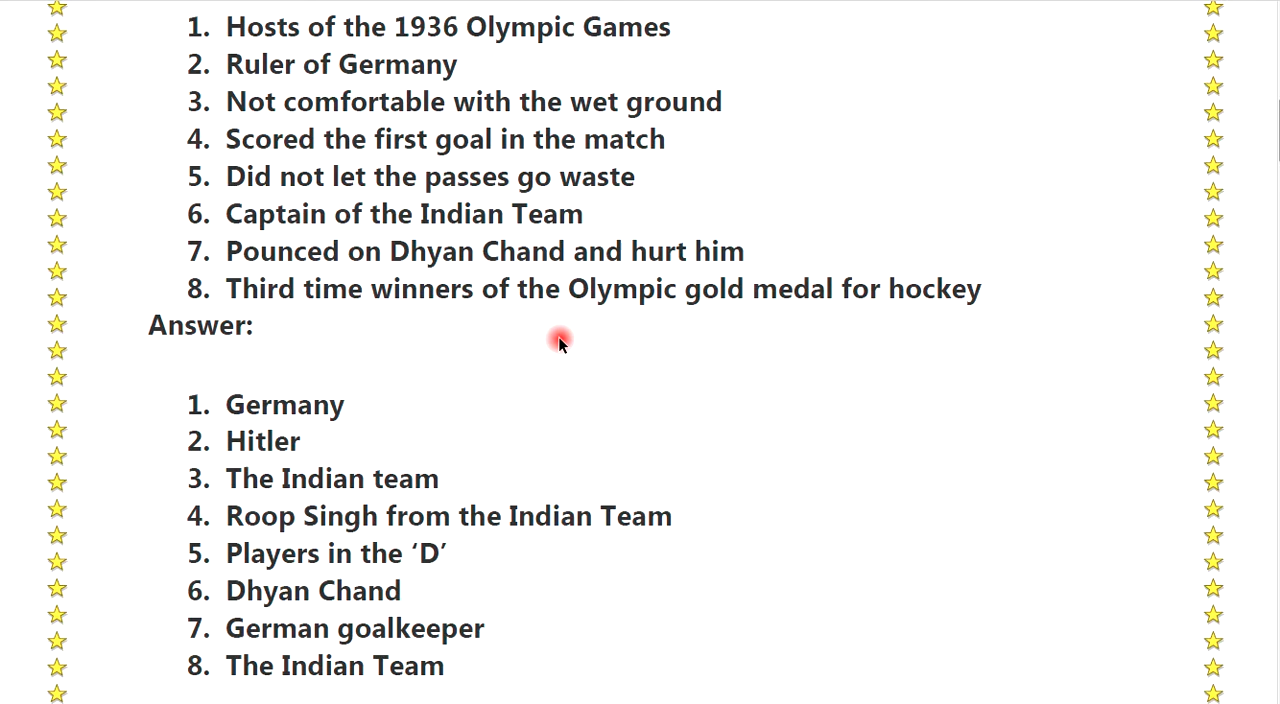 1. Hosts of the 1936 Olympic Games
2. Ruler of Germany
3. Not comfortable with the wet ground
4. Scored the first goal in the match
5. Did not let the passes go waste
6. Captain of the Indian Team
7. Pounced on Dhyan Chand and hurt him
8. Third time winners of the Olympic gold medal for hockey
Answer:
1. Germany
2. Hitler
3. The Indian team
4. Roop Singh from the Indian Team
5. Players in the ‘D’
6. Dhyan Chand
7. German goalkeeper
8. The Indian Team